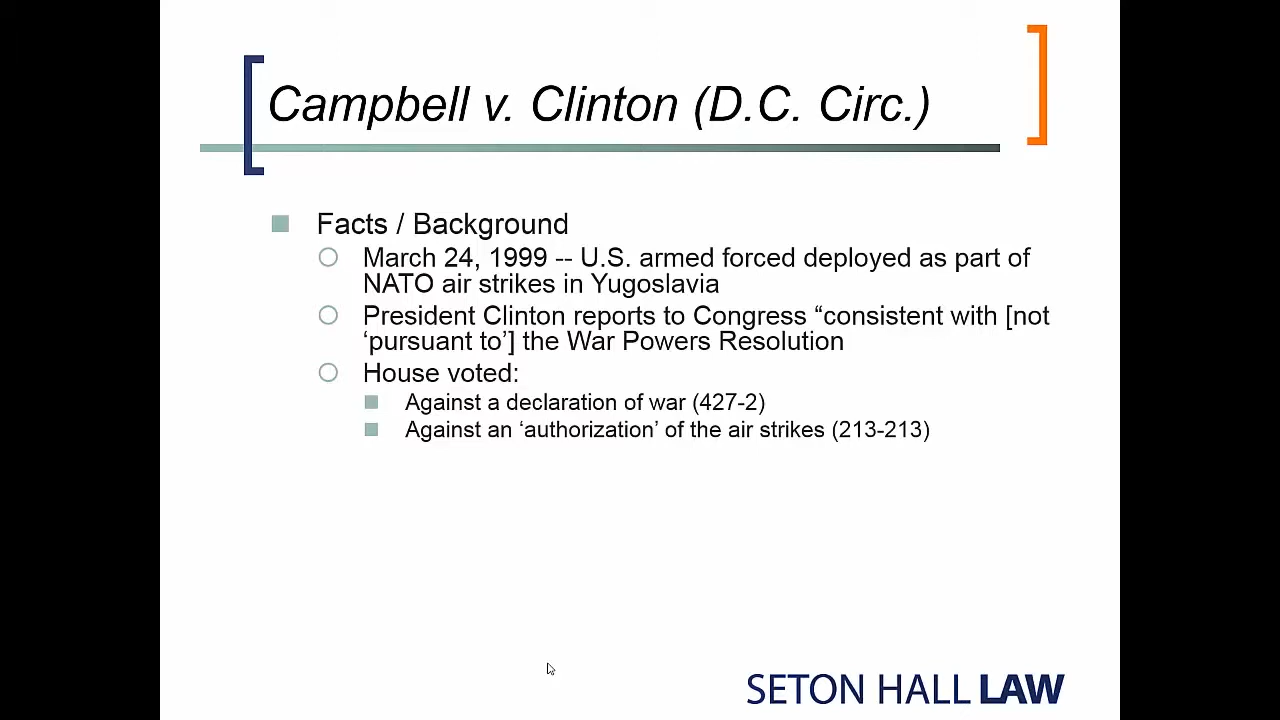 Campbell v. Clinton (D.C. Circ.)
Facts / Background
March 24, 1999 -- U.S. armed forced deployed as part of
NATO air strikes in Yugoslavia
President Clinton reports to Congress “consistent with [not
‘pursuant to’] the War Powers Resolution
House voted:
Against a declaration of war (427-2)
Against an ‘authorization’ of the air strikes (213-213)
SETON HALL LAW